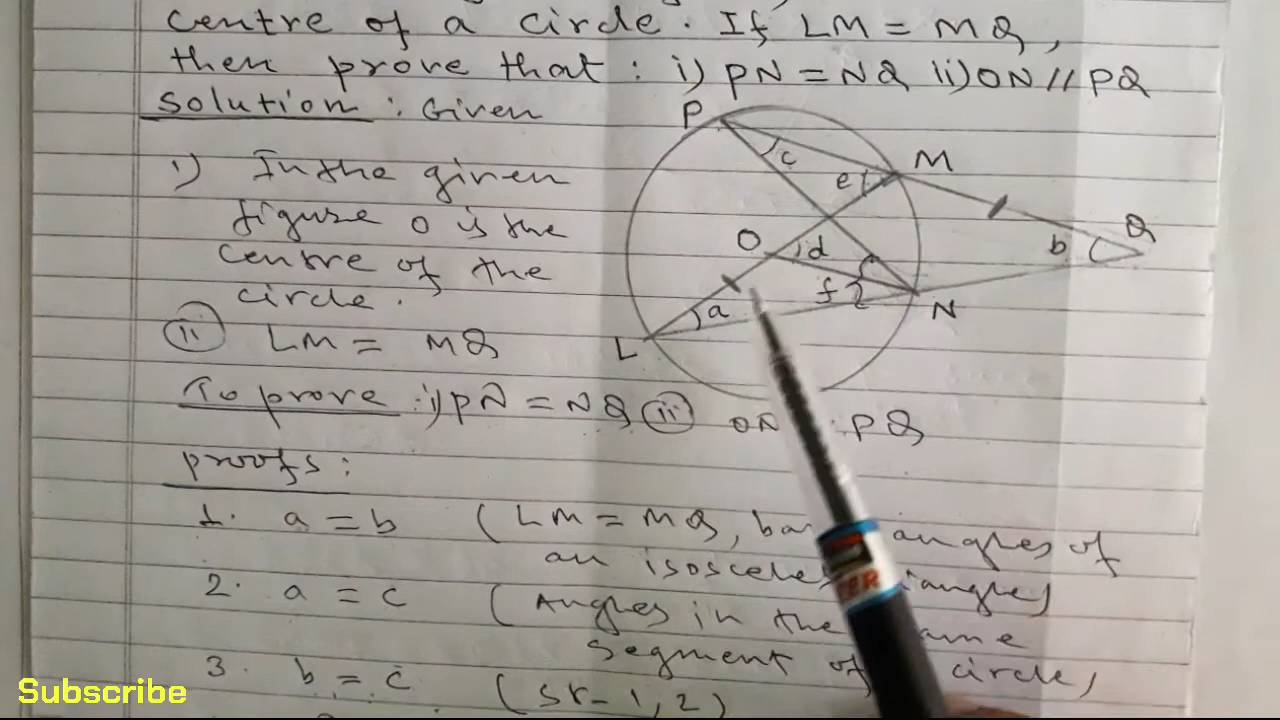 centre of a circle. If LM = MQ,
then prove that : i) PN = NQ ii) ON // PQ
Solution : Given
i) In the given
figure O is the
centre of the
circle.
ii) LM = MQ
P
M
Q
N
L
O
a
b
c
d
e
f
To prove : i) PN = NQ ii) ON PQ
proofs :
1. a = b (LM = MQ, angles of
an isosceles
2. a = c (Angles in the
segment of circle)
3. b = c. (Sr- 1, 2)
Subscribe